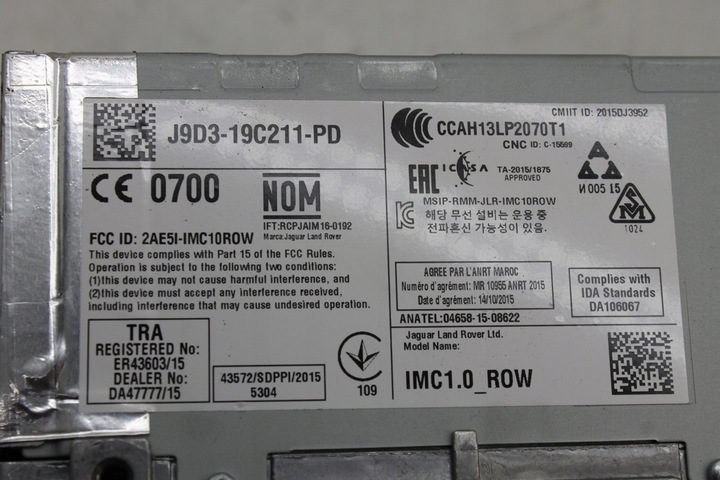 J9D3-19C211-PD
CE 0700
NOM
IFT:RCPJAIM16-0192
Marca:Jaguar Land Rover
FCC ID: 2AE5I-IMC10ROW
This device complies with Part 15 of the FCC Rules.
Operation is subject to the following two conditions:
(1)this device may not cause harmful interference, and
(2)this device must accept any interference received,
including interference that may cause undesired operation.
TRA
REGISTERED No:
ER43603/15
DEALER No:
DA47777/15
43572/SDPPI/2015
5304
109
CMIIT ID: 2015DJ3952
CCAH13LP2070T1
CNC ID: C-15599
EAC
ICASA
TA-2015/1875
APPROVED
И 005 15
MSIP-RMM-JLR-IMC10ROW
해당 무선 설비는 운용 중
전파혼신 가능성이 있음.
1024
AGREE PAR L'ANRT MAROC
Numéro d'agrément: MR 10955 ANRT 2015
Date d'agrément: 14/10/2015
Complies with
IDA Standards
DA106067
ANATEL:04658-15-08622
Jaguar Land Rover Ltd.
Model Name:
IMC1.0_ROW